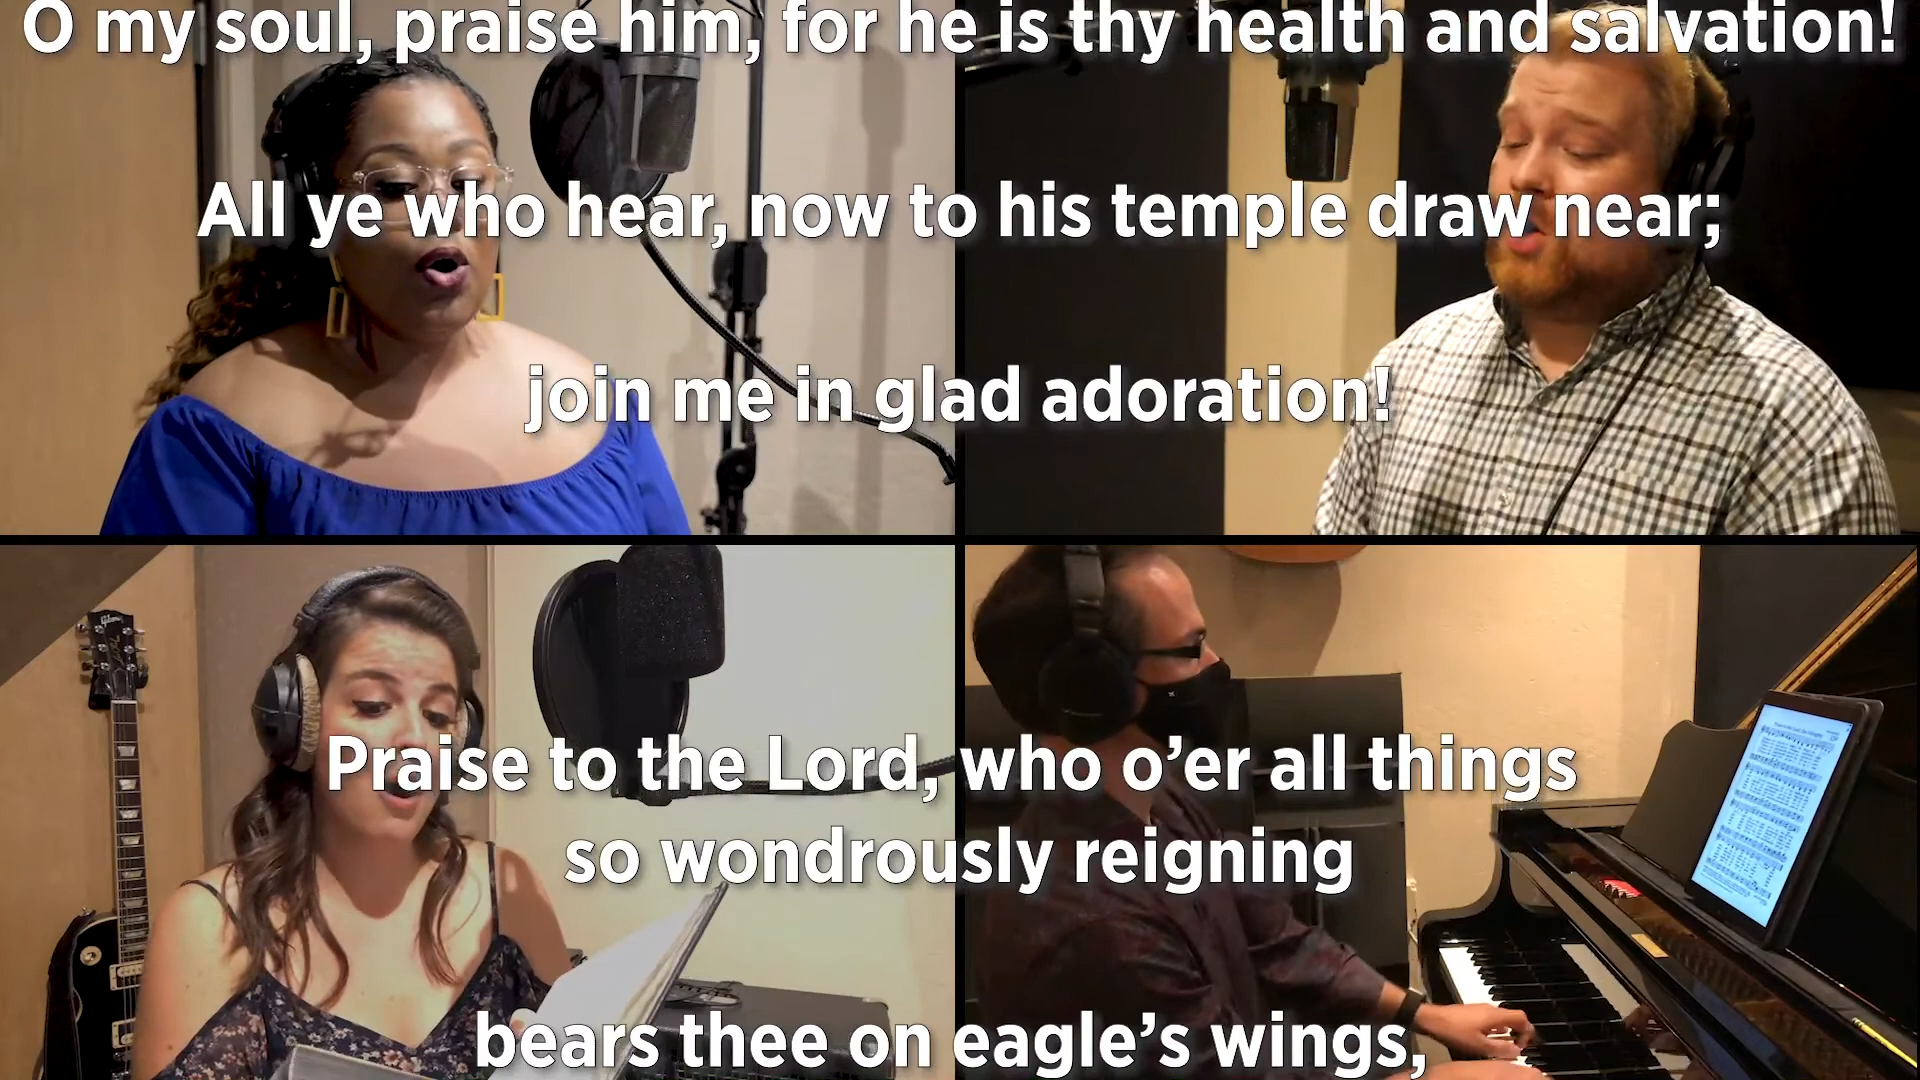 O my soul, praise him, for he is thy health and salvation!
All ye who hear, now to his temple draw near;
join me in glad adoration!
Praise to the Lord, who o’er all things
so wondrously reigning
bears thee on eagle’s wings,
Gibson